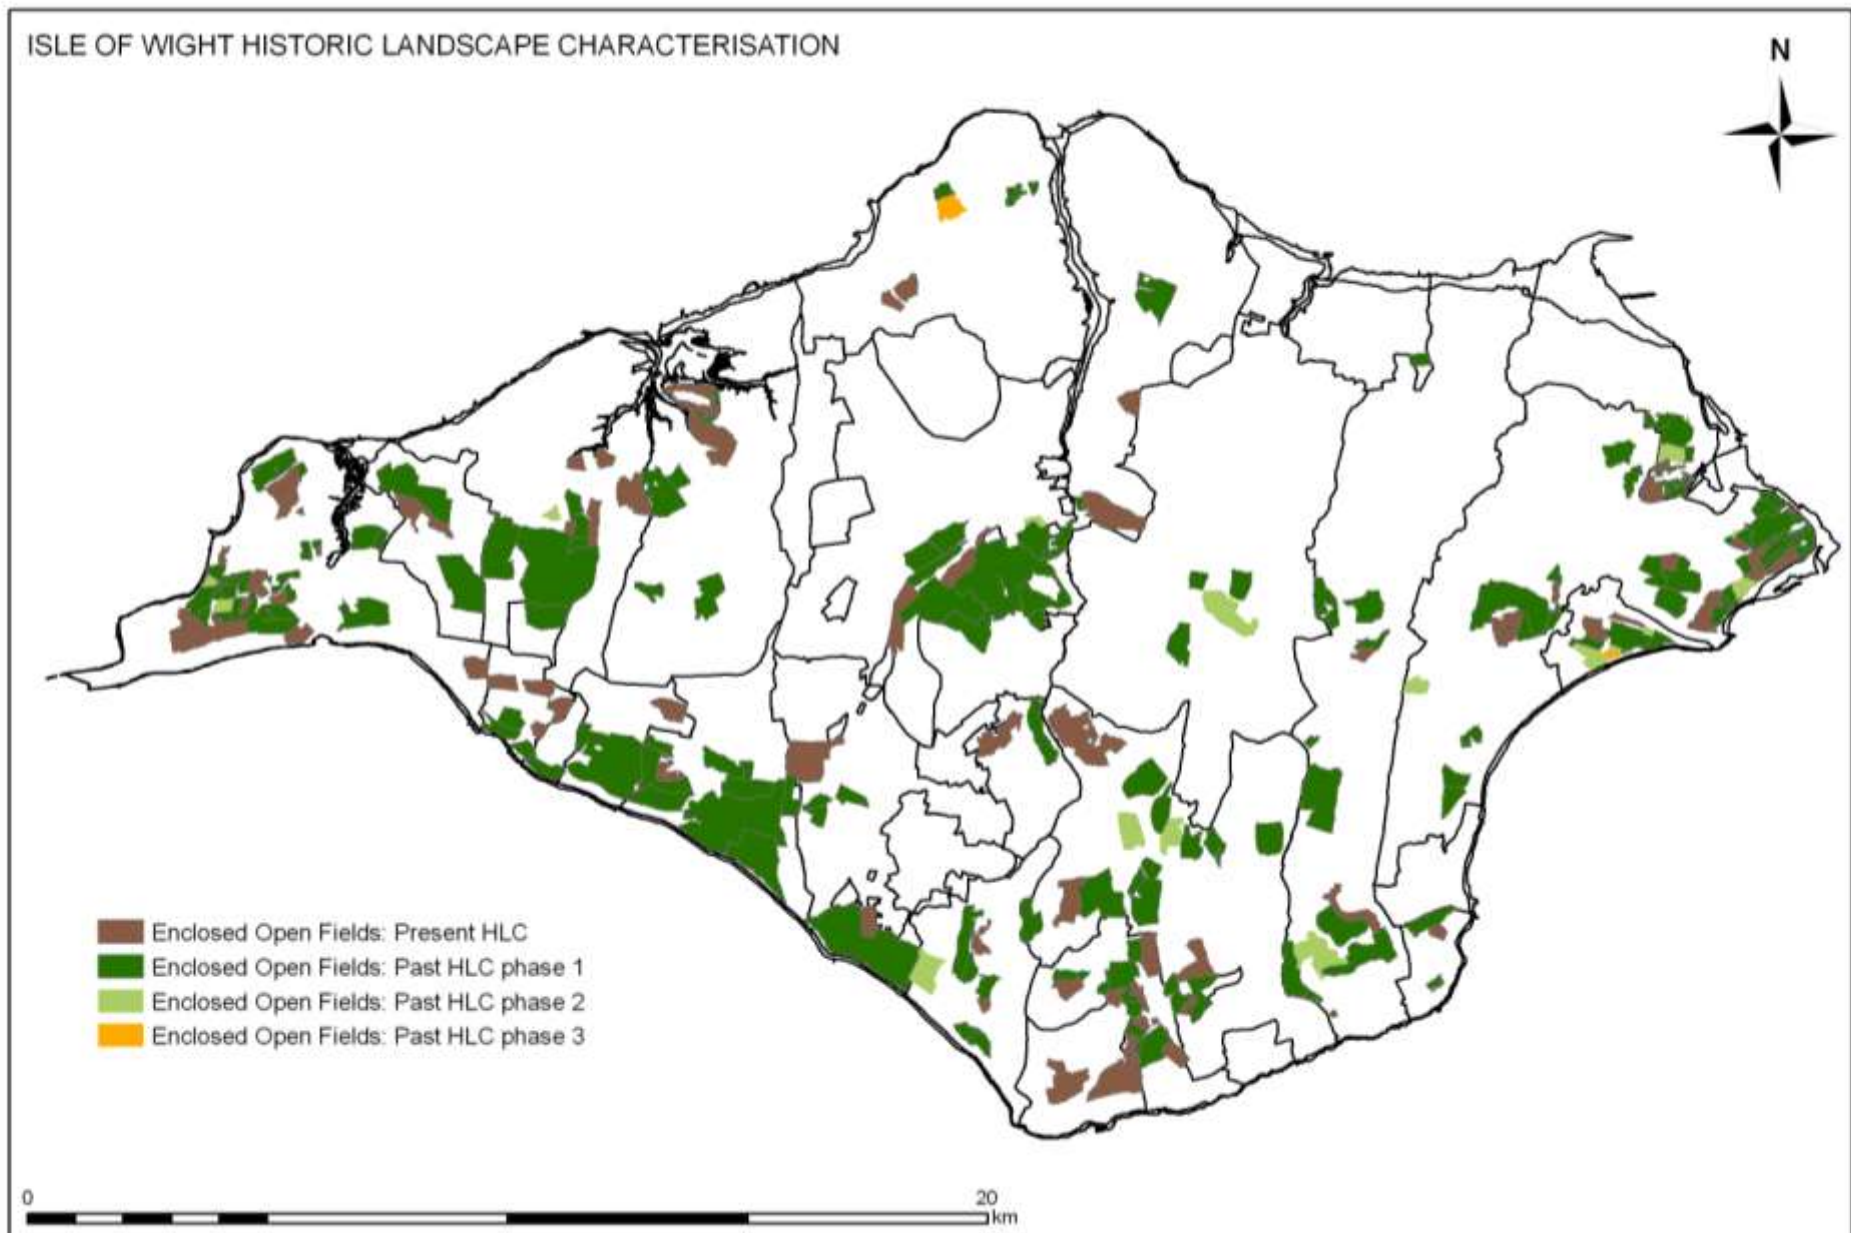 ISLE OF WIGHT HISTORIC LANDSCAPE CHARACTERISATION
N
Enclosed Open Fields: Present HLC
Enclosed Open Fields: Past HLC phase 1
Enclosed Open Fields: Past HLC phase 2
Enclosed Open Fields: Past HLC phase 3
0 20
km